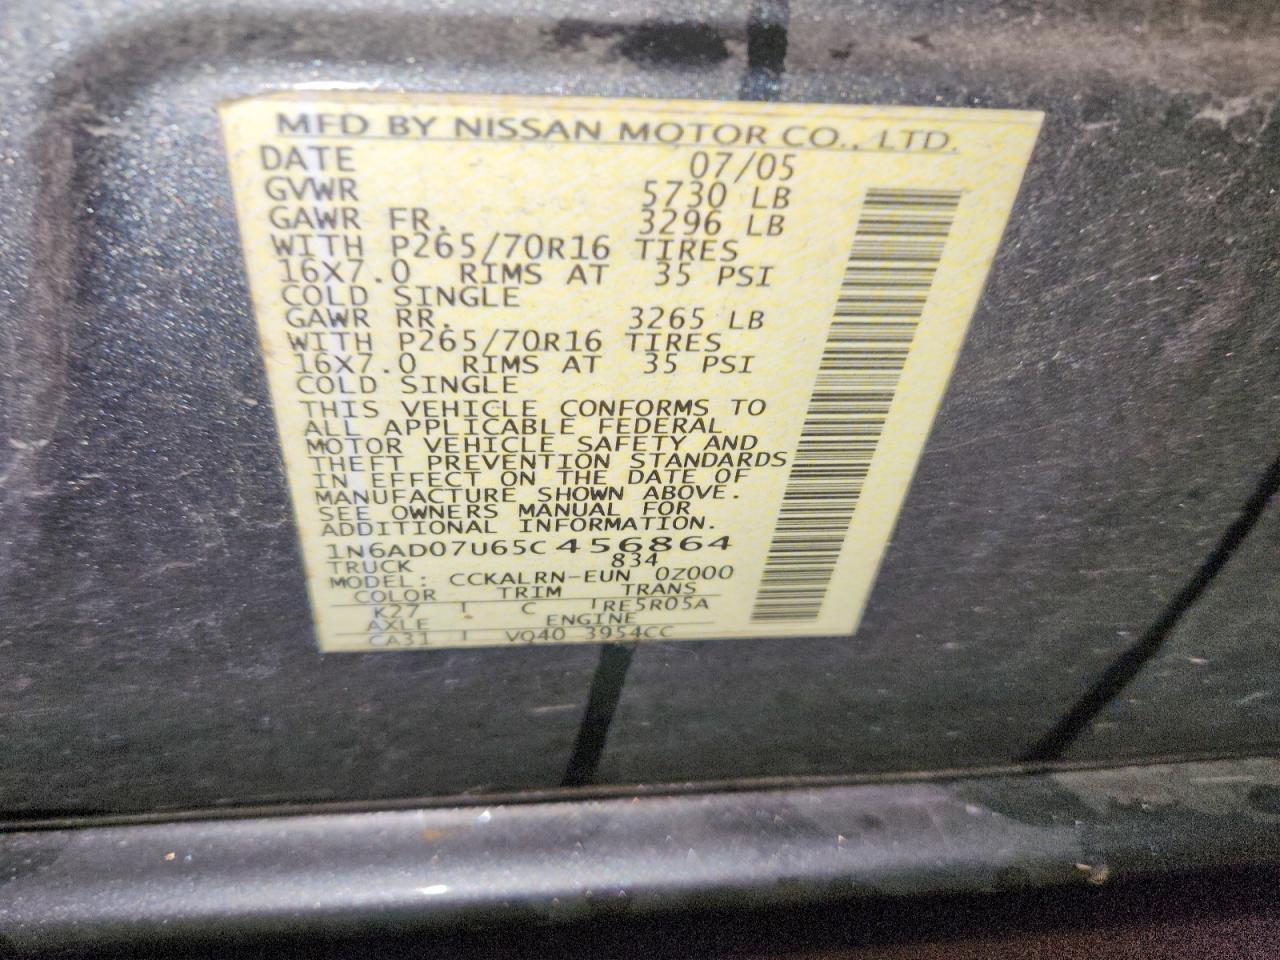 MFD BY NISSAN MOTOR CO., LTD.
DATE 07/05
GVWR 5730 LB
GAWR FR. 3296 LB
WITH P265/70R16 TIRES
16X7.0 RIMS AT 35 PSI
COLD SINGLE
GAWR RR. 3265 LB
WITH P265/70R16 TIRES
16X7.0 RIMS AT 35 PSI
COLD SINGLE
THIS VEHICLE CONFORMS TO
ALL APPLICABLE FEDERAL
MOTOR VEHICLE SAFETY AND
THEFT PREVENTION STANDARDS
IN EFFECT ON THE DATE OF
MANUFACTURE SHOWN ABOVE.
SEE OWNERS MANUAL FOR
ADDITIONAL INFORMATION.
1N6AD07U65C456864
TRUCK 834
MODEL: CCKALRN-EUN 0Z000
COLOR TRIM TRANS
K27 C RE5R05A
AXLE ENGINE
CA31 VQ40 3954CC